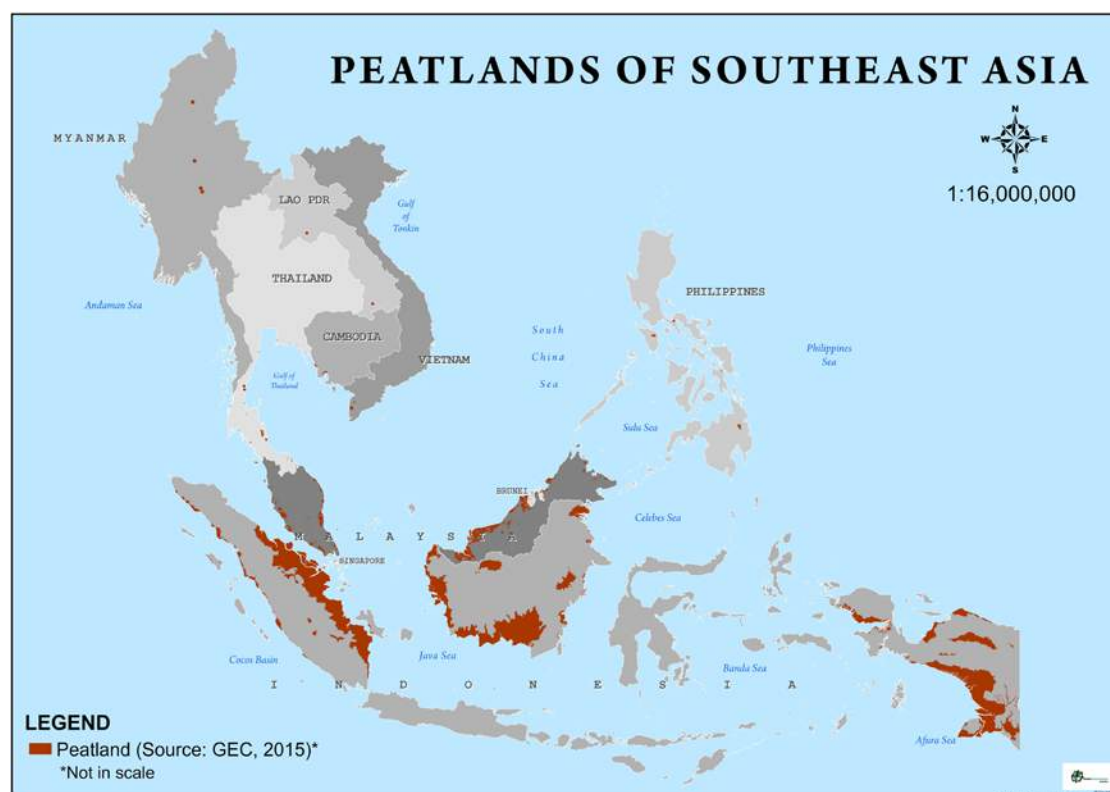 PEATLANDS OF SOUTHEAST ASIA
N
W E
S
1:16,000,000
MYANMAR
LAO PDR
Gulf
of
Tonkin
THAILAND
Andaman Sea
PHILIPPINES
CAMBODIA
VIETNAM
South
China
Sea
Philippines
Sea
Gulf of
Thailand
Sulu Sea
BRUNEI
Celebes Sea
MALAYSIA
SINGAPORE
Cocos Basin
Java Sea
Banda Sea
INDONESIA
Afura Sea
LEGEND
Peatland (Source: GEC, 2015)*
*Not in scale